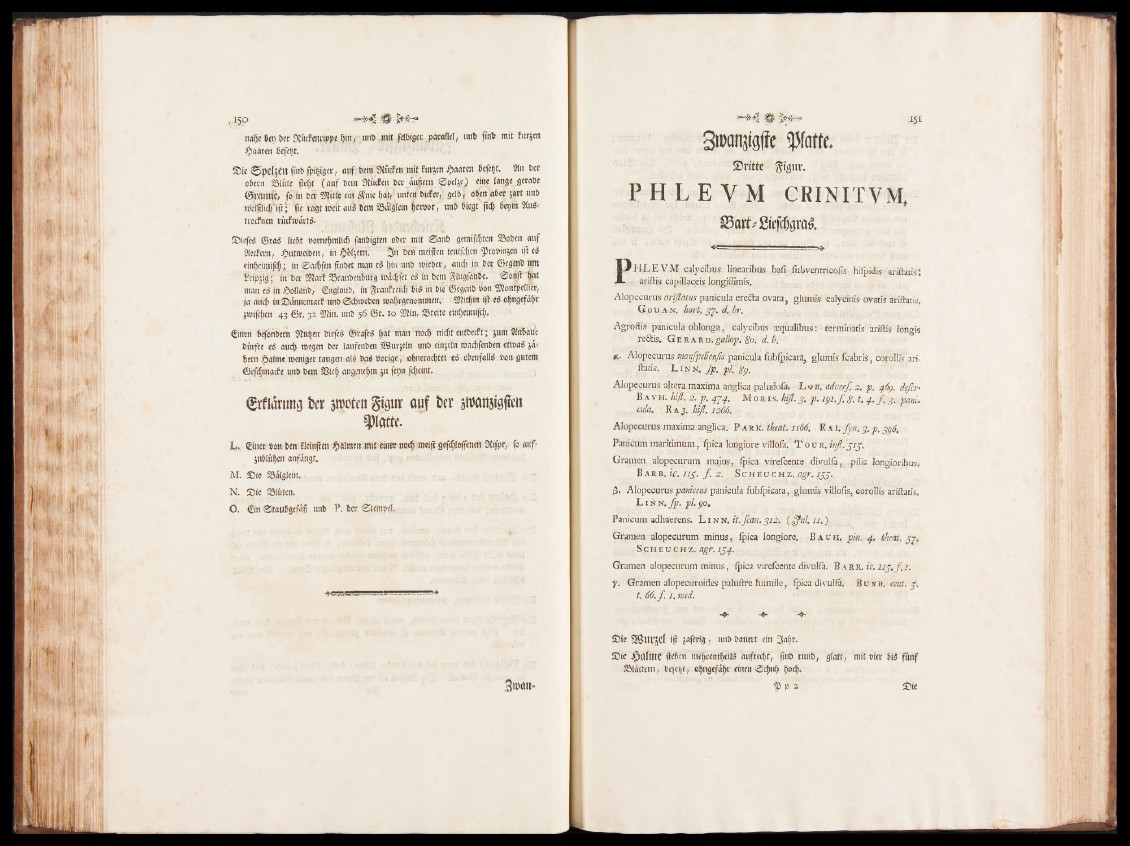 150
nahe bey der Rückenrippe hin, und mit selbiger parallel, und sind mit kurzen
Haaren besetzt.
Die Spelzen sind spitziger, auf dem Rücken mit kurzen Haaren besetzt. An der
obern Blüte steht (auf dem Rücken der äußern Spelze) eine lange gerade
Granne, so in der Mitte ein Knie hat, unten dicker, gelb, oben aber zart und
weißlich ist; sie ragt weit aus dem Bälglein hervor, und biegt sich beym Aus-
trocknen rückwärts.
Dieses Gras liebt vornehmlich sandigten oder mit Sand gemischten Boden auf
Aeckern, Hutweiden, in Hölzern. In den meisten teutschen Provinzen ist es
einheimisch; in Sachsen findet man es hin und wieder, auch in der Gegend um
Leipzig; in der Mark Brandenburg wächset es in dem Flugsande. Sonst hat
man es in Holland, England, in Frankreich bis in die Gegend von Montpellier,
ja auch in Dännemark und Schweden wahrgenommen. Mithin ist es ohngefähr
zwischen 43 Gr. 32 Min. und 56 Gr. 10 Min. Breite einheimisch.
Einen besondern Nutzen dieses Grases hat man noch nicht entdeckt; zum Anbaue
dürfte es auch wegen der laufenden Wurzeln und einzeln wachsenden etwas zä-
hern Halme weniger taugen als das vorige, ohnerachtet es ebenfalls von gutem
Geschmacke und dem Vieh angenehm zu seyn scheint.
Erklärung der zwoten Figur auf der zwanzigsten
Platte.
L. Einer von den kleinsten Halmen mit einer noch meist geschlossenen Rispe, so auf-
zublühen anfängt.
M. Die Bälglein.
N. Die Blüten.
O. Ein Staubgefäß und P. der Stempel.
Zwan-
151
Zwanzigste Platte.
Dritte Figur.
PHLEVM CRINITVM,
Bart-Lieschgras.
PHLEVM calycibus linearibus basi subventricosis hispidis aristatis:
aristis capillaceis longissimis.
Alopecurus aristatus panicula erecta ovata, glumis calycinis ovatis aristatis.
GOUAN. hort. 37. d. br.
Agrostis panicula oblonga, calycibus æqualibus: terminatis aristis longis
rectis. GERARD. gallop. 80. d. b.
α. Alopecurus monspeliensis panicula subspicata, glumis scabris, corollis ari-
statis. LINN. sp. pl. 89.
Alopecurus altera maxima anglica paludosa. LOB. advers. 2. p. 469. descr.
BAVH. hist. 2. p. 474. MORIS. hist. 3. p. 191. s. 8. t. 4. f. 3. pani-
cula. RAJ. hist. 1266.
Alopecurus maxima anglica. PARK. theat. 1166. RAI. syn. 3. p. 396.
Panicum maritimum, spica longiore villosa. TOUR. inst. 515.
Gramen alopecurum majus, spica virescente divulsa, pilis longioribus.
BARR. ic. 115. f. 2. SCHEUCHZ. agr. 155.
β. Alopecurus paniceus panicula subspicata, glumis villosis, corollis aristatis.
LINN. sp. pl. 90.
Panicum adhaerens. LINN. it. scan. 312. (Jul. 11.)
Gramen alopecurum minus, spica longiore. BAUH. pin. 4. theat. 57.
SCHEUCHZ. agr. 154.
Gramen alopecurum minus, spica virescente divulsa. BARR. ic. 115. f. 1.
γ. Gramen alopecuroides palustre humile, spica divulsa. BUXB. cent. 5.
t. 66. f. 1. med.
Die Wurzel ist zaserig, und dauert ein Jahr.
Die Halme stehen mehrentheils aufrecht, sind rund, glatt, mit vier bis fünf
Blättern, besetzt, ohngefähr einen Schuh hoch.
Pp 2 Die